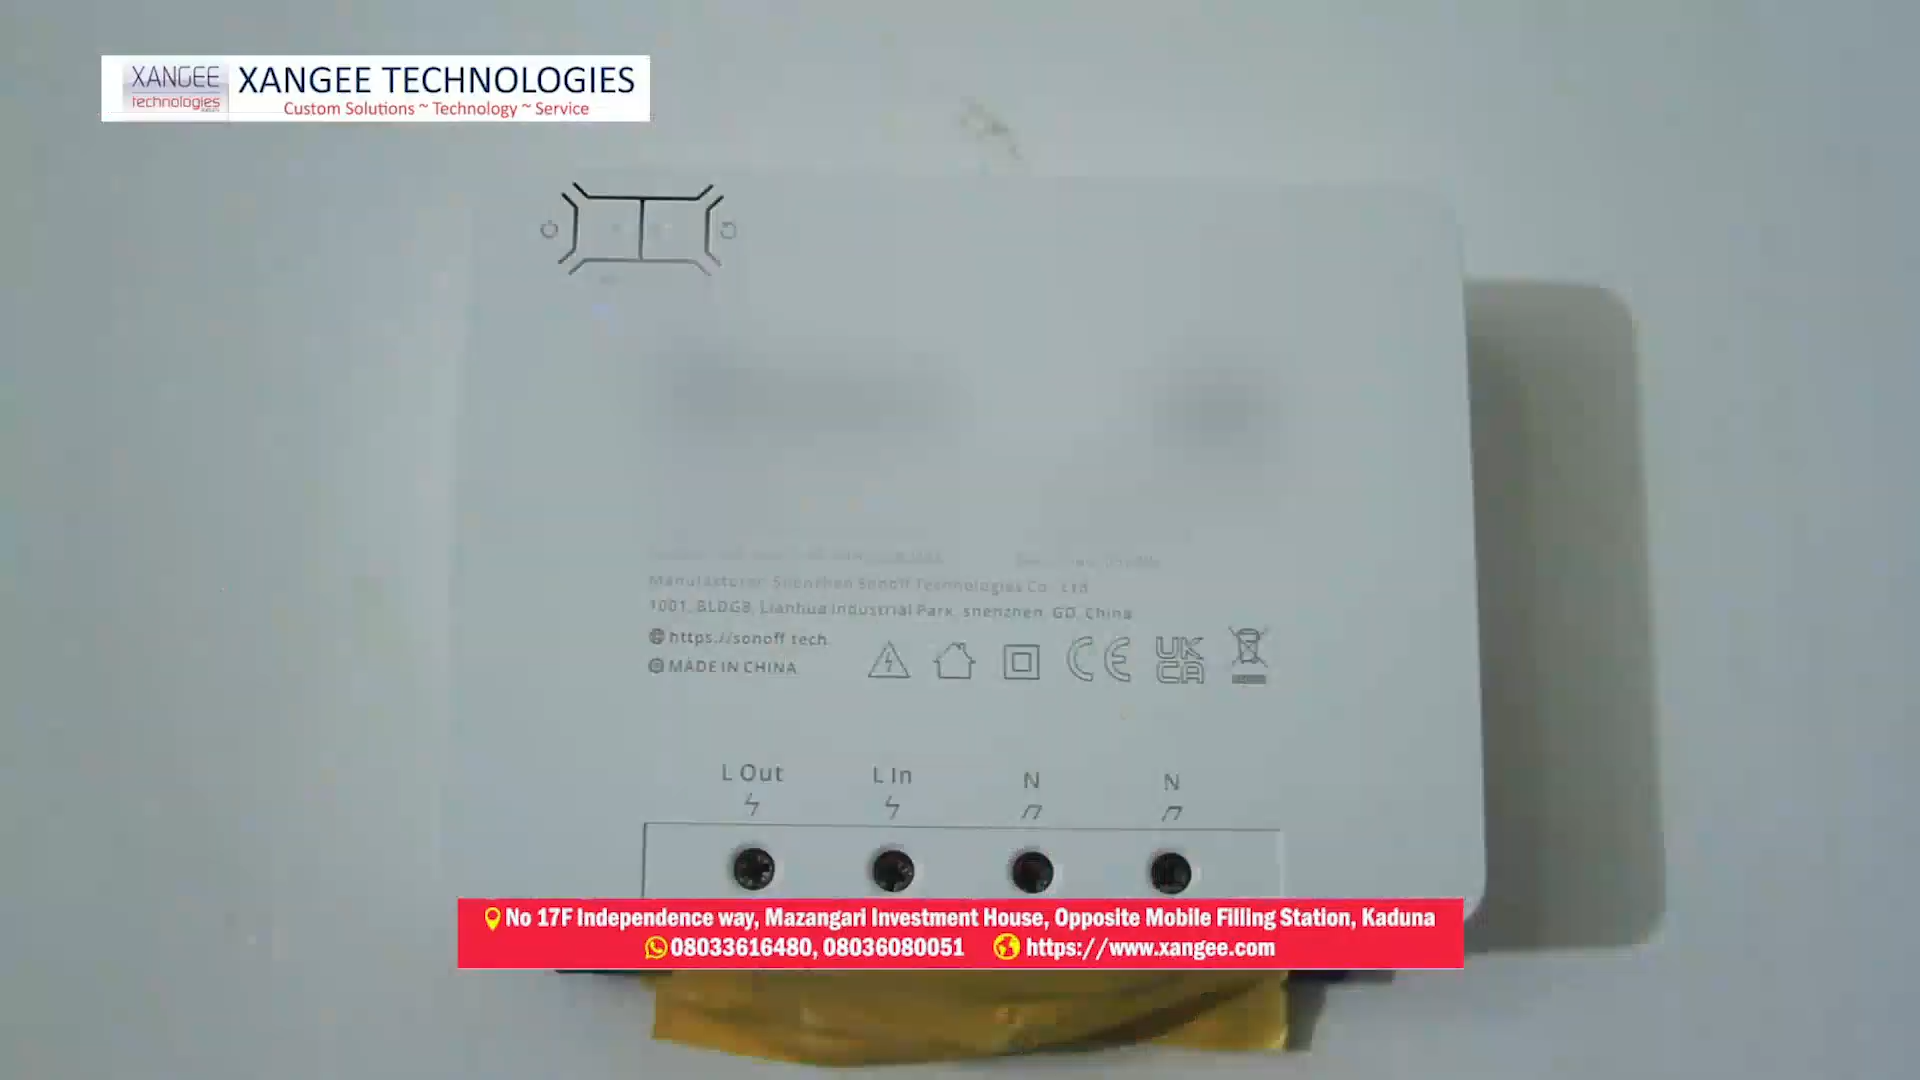 XANGEE
technologies
XANGEE TECHNOLOGIES
Custom Solutions ~ Technology ~ Service
Manufacturer: Shenzhen Sonoff Technologies Co., Ltd.
1001, BLDG8, Lianhua Industrial Park, shenzhen, GD, China
https://sonoff.tech
MADE IN CHINA
CE
UK
CA
L Out
L In
N
N
No 17F Independence way, Mazangari Investment House, Opposite Mobile Filling Station, Kaduna
08033616480, 08036080051 https://www.xangee.com